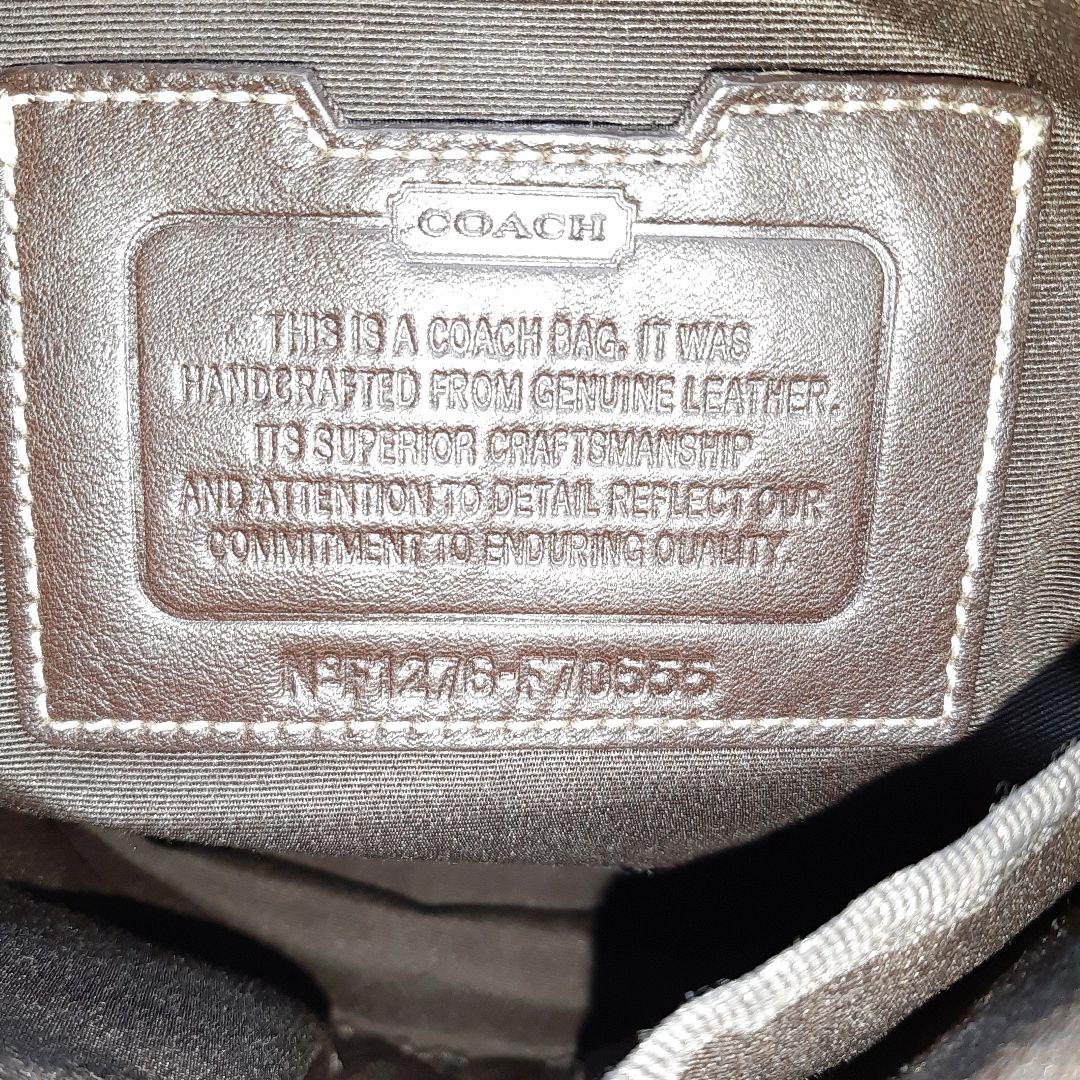 COACH
THIS IS A COACH BAG. IT WAS
HANDCRAFTED FROM GENUINE LEATHER.
ITS SUPERIOR CRAFTSMANSHIP
AND ATTENTION TO DETAIL REFLECT OUR
COMMITMENT TO ENDURING QUALITY.